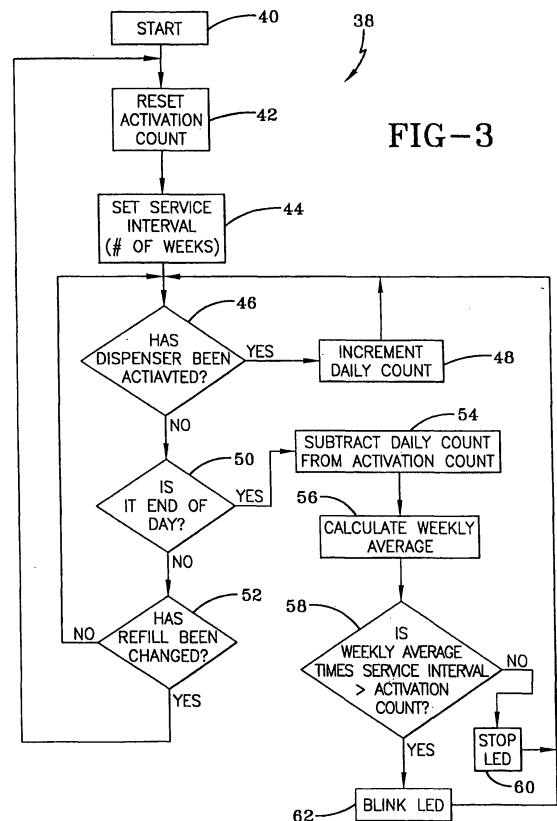 START
40
38
FIG-3
RESET
ACTIVATION
COUNT
42
SET SERVICE
INTERVAL
(# OF WEEKS)
44
46
HAS
DISPENSER BEEN
ACTIAVTED?
YES
INCREMENT
DAILY COUNT
48
NO
50
IS
IT END OF
DAY?
YES
54
SUBTRACT DAILY COUNT
FROM ACTIVATION COUNT
56
CALCULATE WEEKLY
AVERAGE
NO
52
HAS
REFILL BEEN
CHANGED?
NO
YES
58
IS
WEEKLY AVERAGE
TIMES SERVICE INTERVAL
> ACTIVATION
COUNT?
NO
YES
STOP
LED
60
62
BLINK LED